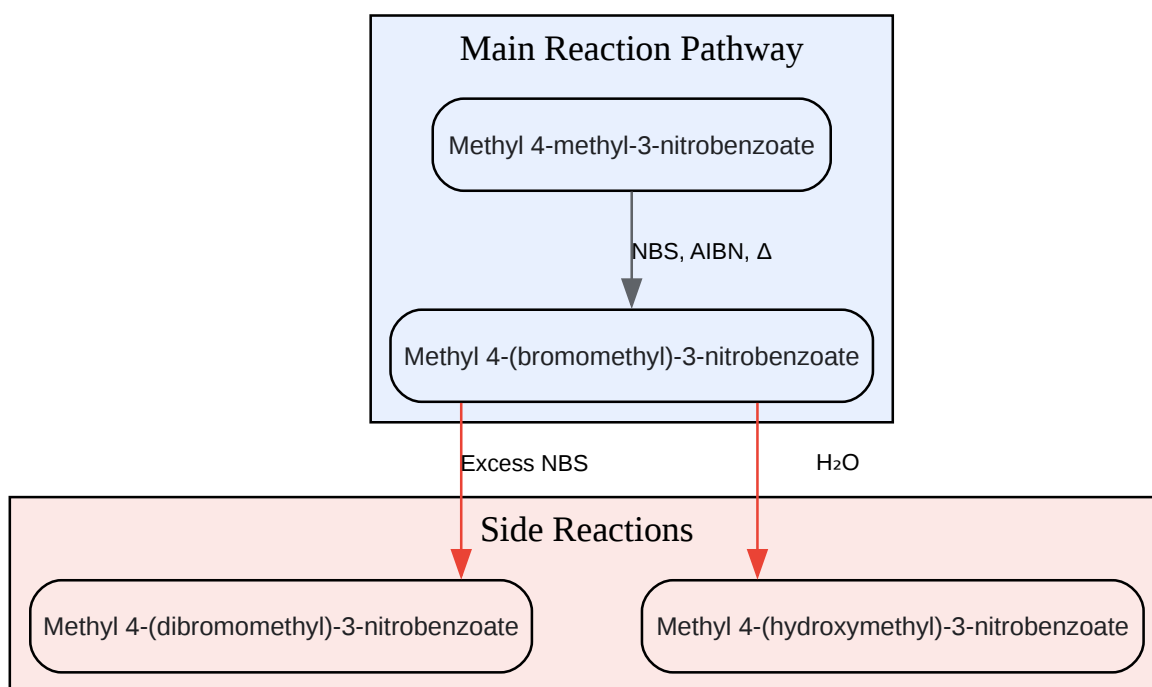 Main Reaction Pathway
Methyl 4-methyl-3-nitrobenzoate
NBS, AIBN, Δ
Methyl 4-(bromomethyl)-3-nitrobenzoate
Excess NBS
H₂O
Side Reactions
Methyl 4-(dibromomethyl)-3-nitrobenzoate
Methyl 4-(hydroxymethyl)-3-nitrobenzoate